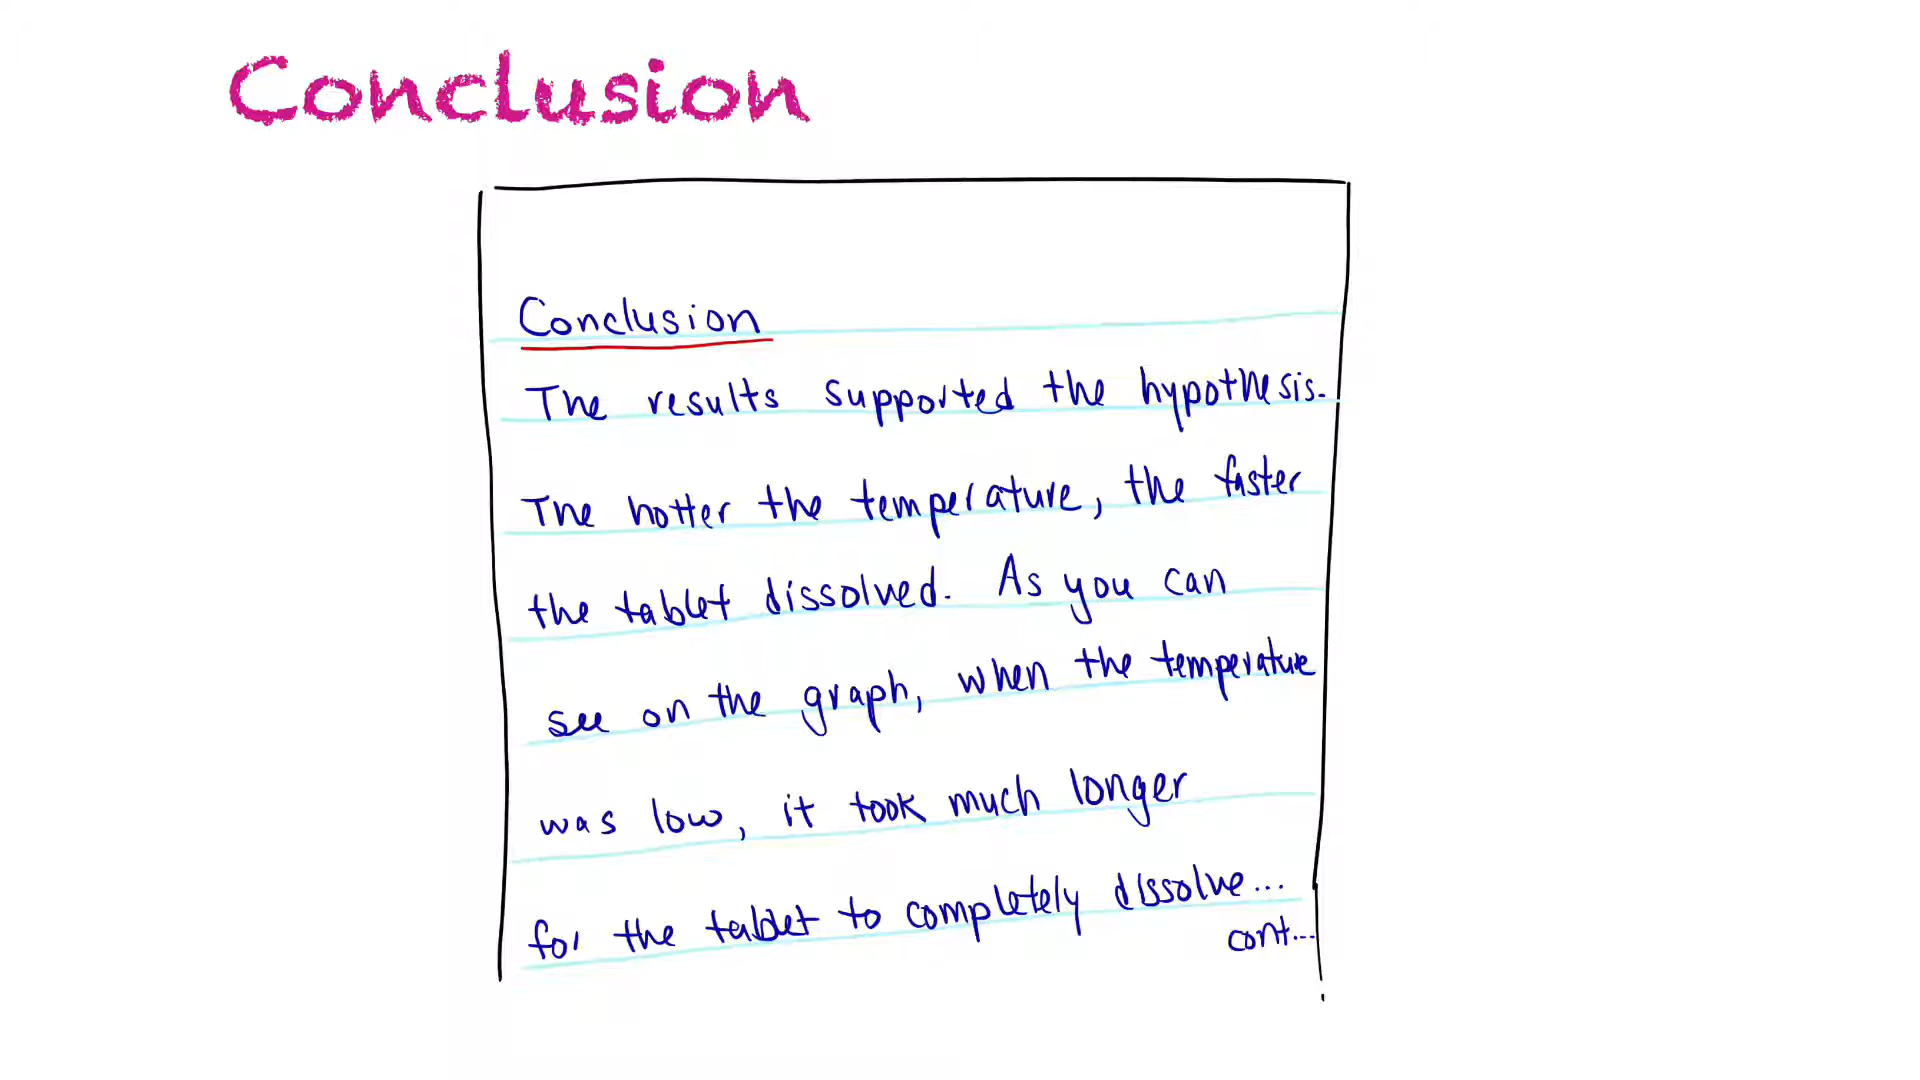 Conclusion
Conclusion
The results supported the hypothesis.
The hotter the temperature, the faster
the tablet dissolved. As you can
see on the graph, when the temperature
was low, it took much longer
for the tablet to completely dissolve...
cont...